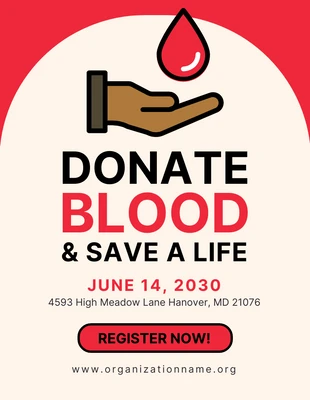 DONATE
BLOOD
& SAVE A LIFE
JUNE 14, 2030
4593 High Meadow Lane Hanover, MD 21076
REGISTER NOW!
www.organizationname.org